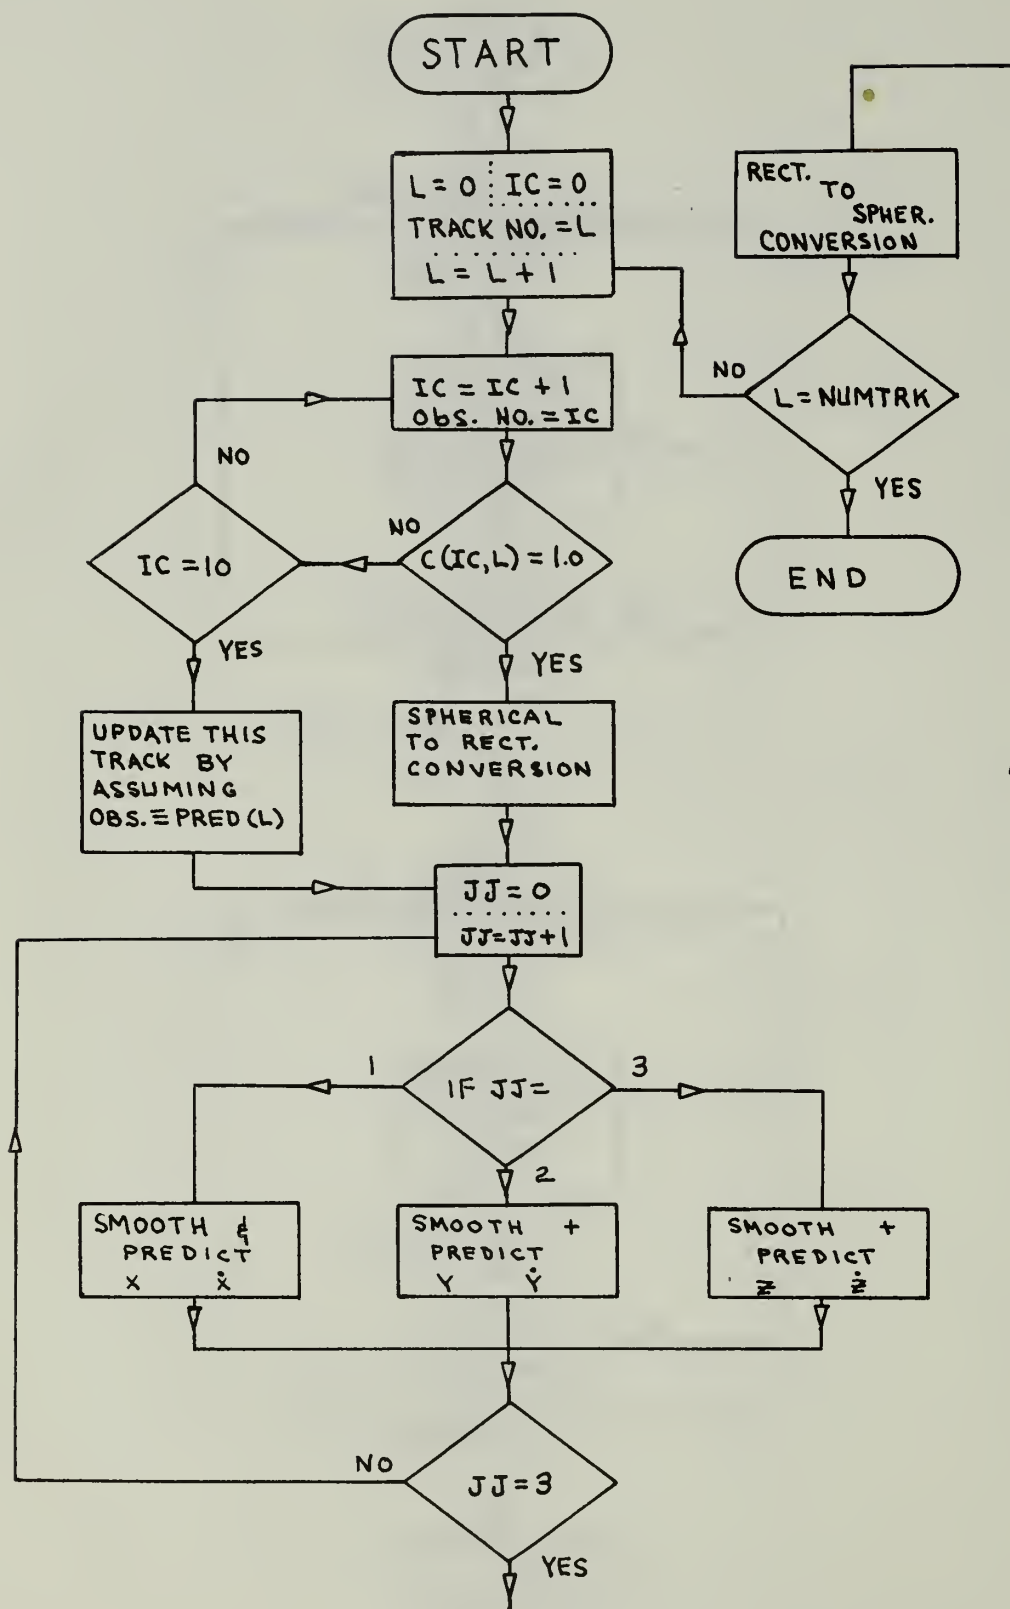 START
L = 0 IC = 0
TRACK NO. = L
L = L + 1
IC = IC + 1
Obs. NO. = IC
NO
IC = 10
NO
C(IC,L) = 1.0
YES
YES
UPDATE THIS
TRACK BY
ASSUMING
OBS. ≡ PRED(L)
SPHERICAL
TO RECT.
CONVERSION
JJ = 0
JJ = JJ + 1
1
IF JJ =
3
2
SMOOTH &
PREDICT
X Ẋ
SMOOTH +
PREDICT
Y Ẏ
SMOOTH +
PREDICT
Z Ż
NO
JJ = 3
YES
RECT.
TO
SPHER.
CONVERSION
NO
L = NUMTRK
YES
END